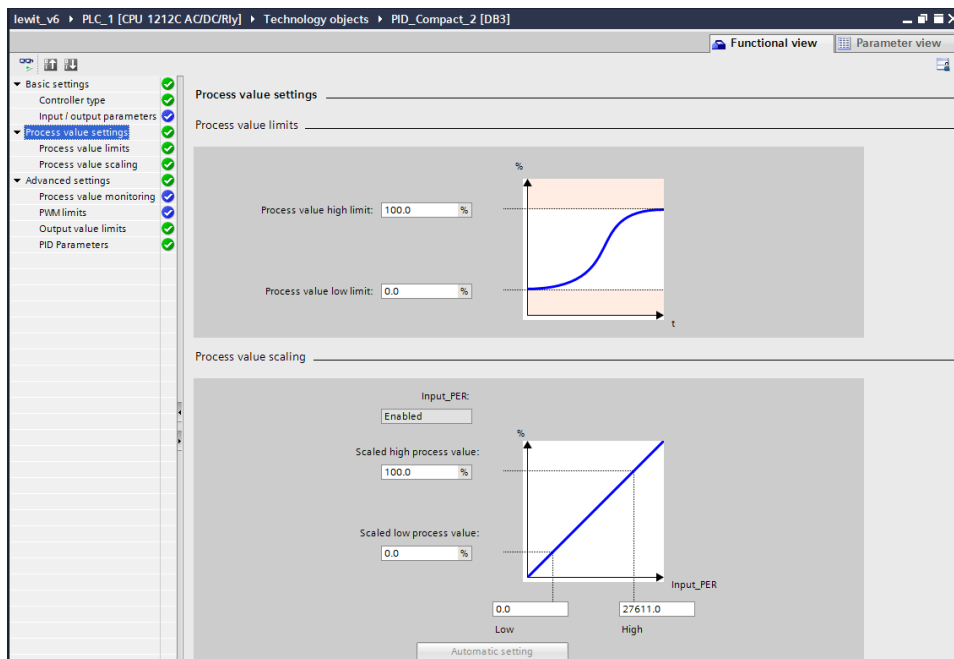 lewit_v6 ▸ PLC_1 [CPU 1212C AC/DC/Rly] ▸ Technology objects ▸ PID_Compact_2 [DB3]
Functional view
Parameter view
Basic settings
Controller type
Input / output parameters
Process value settings
Process value limits
Process value scaling
Advanced settings
Process value monitoring
PWM limits
Output value limits
PID Parameters
Process value settings
Process value limits
%
Process value high limit: 100.0 %
Process value low limit: 0.0 %
t
Process value scaling
Input_PER:
Enabled
%
Scaled high process value:
100.0 %
Scaled low process value:
0.0 %
Input_PER
0.0 27611.0
Low High
Automatic setting